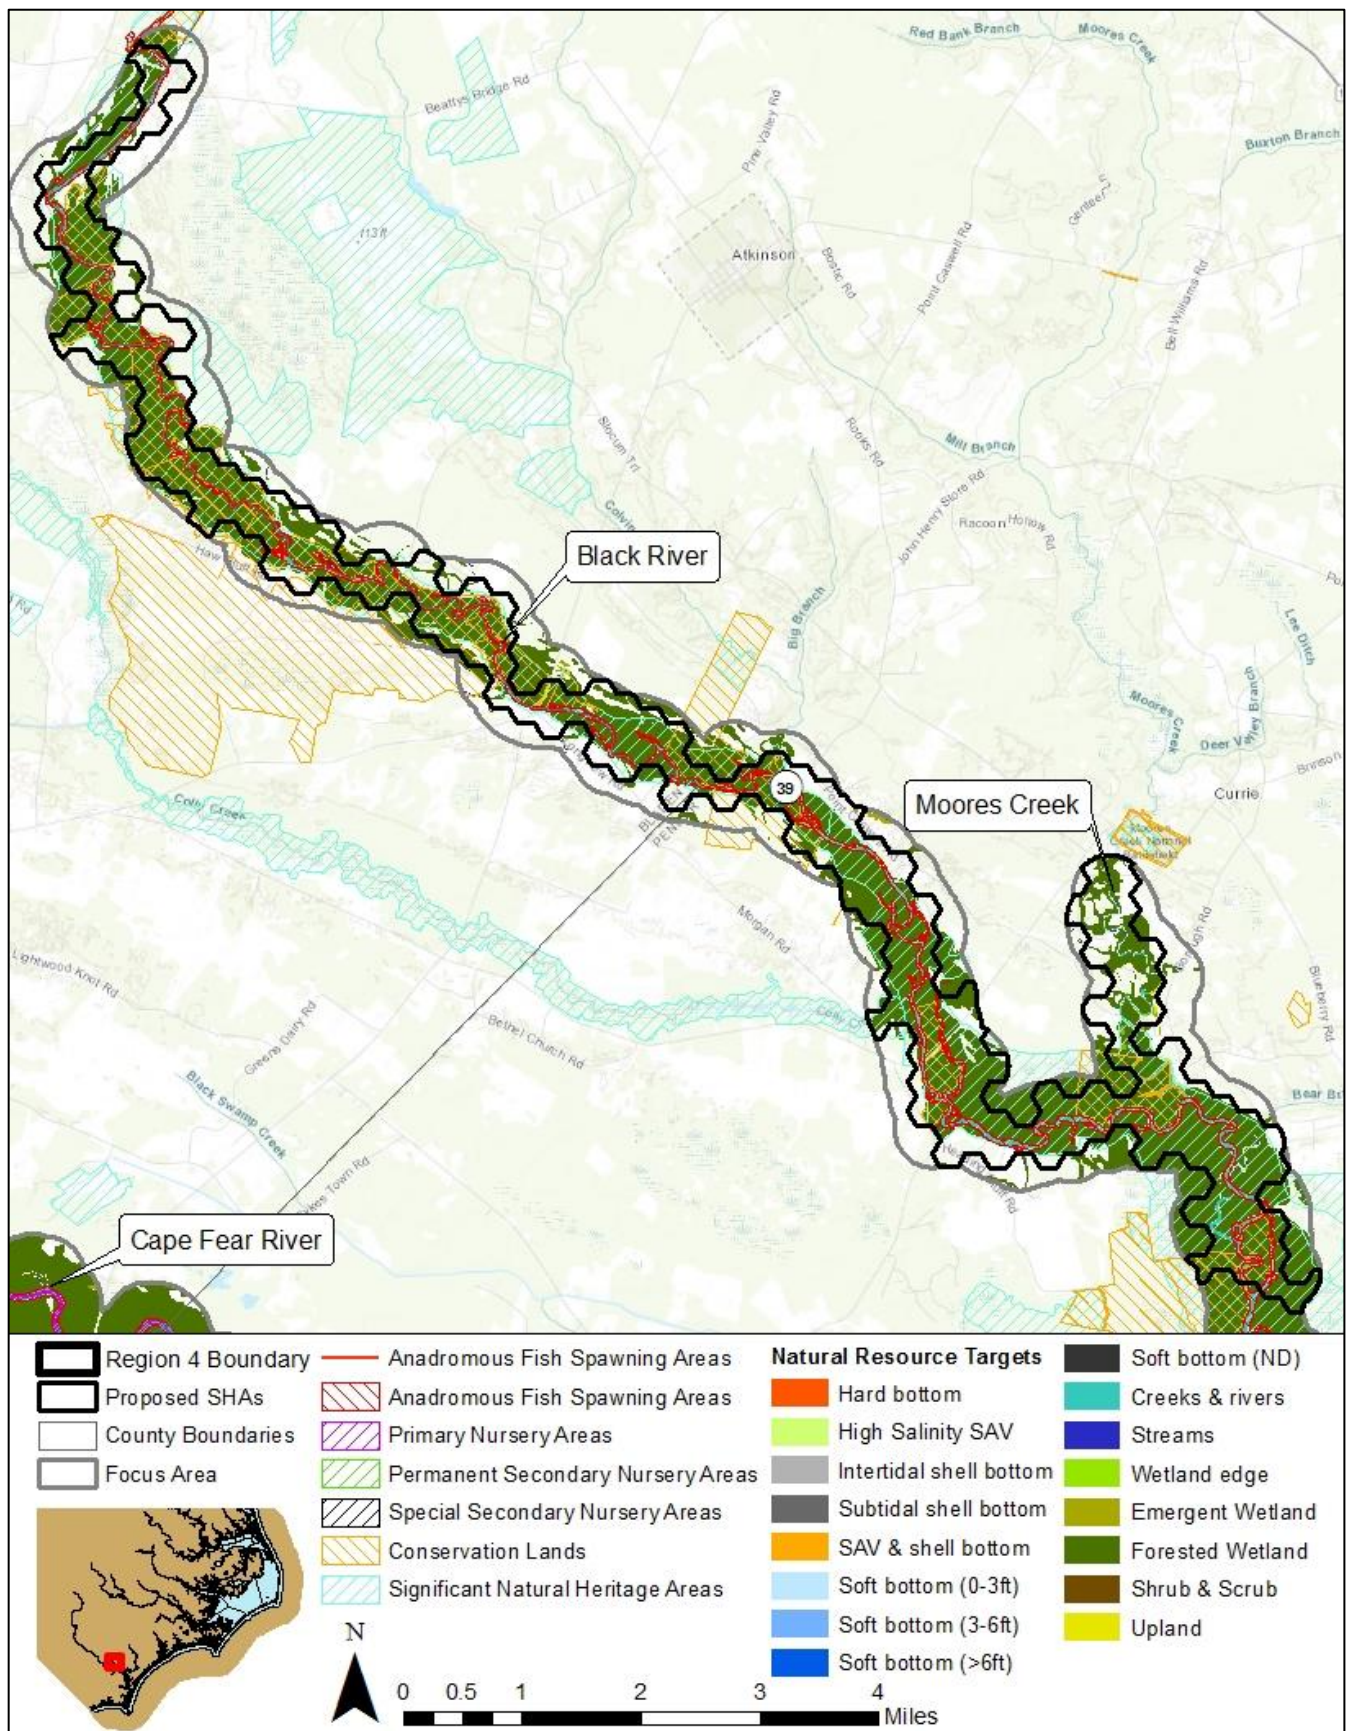 Red Bank Branch
Moores Creek
Beattys Bridge Rd
Pine Valley Rd
Buxton Branch
113 ft
Atkinson
Bostic Rd
Point Caswell Rd
Bell Williams Rd
Rooks Rd
Mill Branch
Slocum Trl
John Henry Store Rd
Racoon Hollow Rd
Black River
Big Branch
Lee Ditch
Moores Creek
Deer Valley Branch
Moores Creek
Currie
39
Colly Creek
Morgan Rd
Lightwood Knot Rd
Blueberry Rd
Greens Dairy Rd
Bethel Church Rd
Black Swamp Creek
Cape Fear River
Region 4 Boundary
Proposed SHAs
County Boundaries
Focus Area
Anadromous Fish Spawning Areas
Anadromous Fish Spawning Areas
Primary Nursery Areas
Permanent Secondary Nursery Areas
Special Secondary Nursery Areas
Conservation Lands
Significant Natural Heritage Areas
Natural Resource Targets
Hard bottom
High Salinity SAV
Intertidal shell bottom
Subtidal shell bottom
SAV & shell bottom
Soft bottom (0-3ft)
Soft bottom (3-6ft)
Soft bottom (>6ft)
Soft bottom (ND)
Creeks & rivers
Streams
Wetland edge
Emergent Wetland
Forested Wetland
Shrub & Scrub
Upland
N
0 0.5 1 2 3 4
Miles